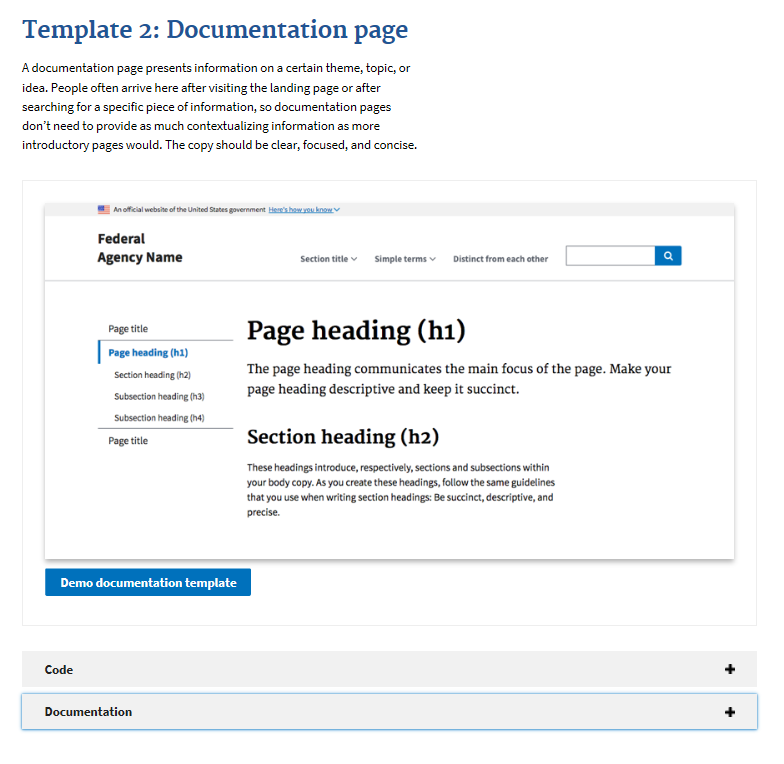 Template 2: Documentation page
A documentation page presents information on a certain theme, topic, or
idea. People often arrive here after visiting the landing page or after
searching for a specific piece of information, so documentation pages
don’t need to provide as much contextualizing information as more
introductory pages would. The copy should be clear, focused, and concise.
An official website of the United States government Here's how you know
Federal
Agency Name
Section title Simple terms Distinct from each other
Page title
Page heading (h1)
Section heading (h2)
Subsection heading (h3)
Subsection heading (h4)
Page title
Page heading (h1)
The page heading communicates the main focus of the page. Make your
page heading descriptive and keep it succinct.
Section heading (h2)
These headings introduce, respectively, sections and subsections within
your body copy. As you create these headings, follow the same guidelines
that you use when writing section headings: Be succinct, descriptive, and
precise.
Demo documentation template
Code
Documentation